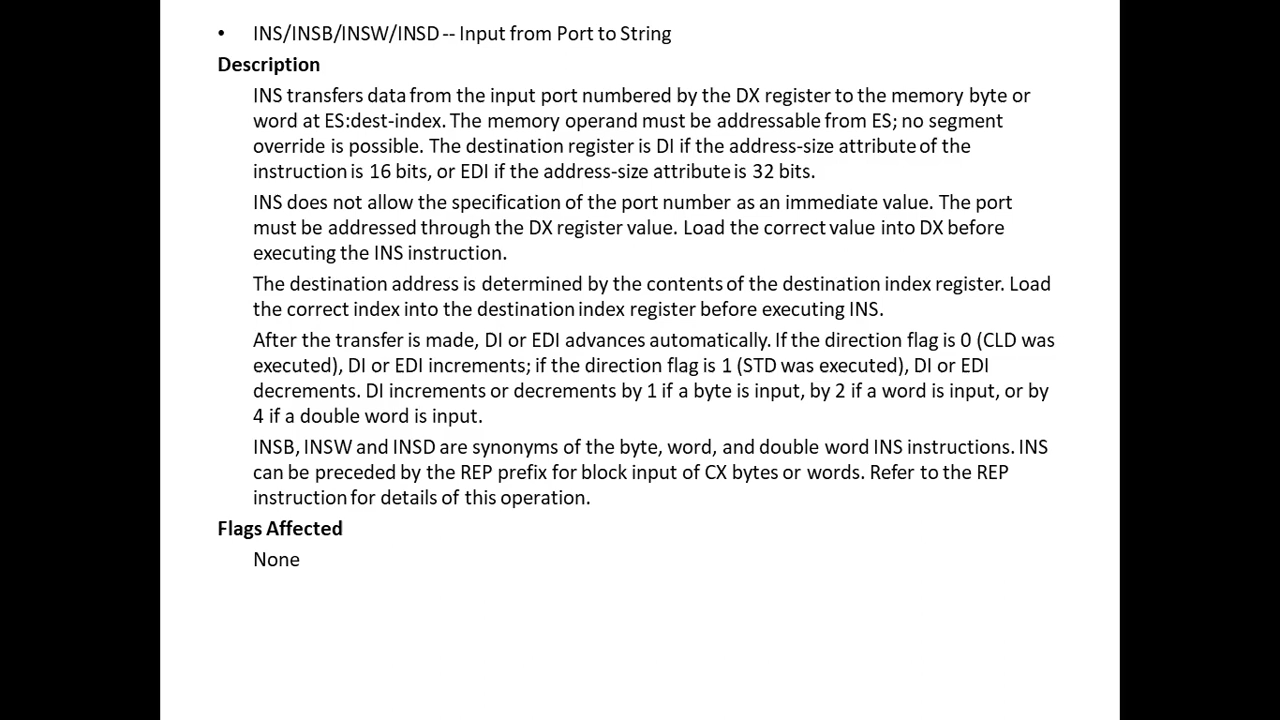 • INS/INSB/INSW/INSD -- Input from Port to String
Description
INS transfers data from the input port numbered by the DX register to the memory byte or
word at ES:dest-index. The memory operand must be addressable from ES; no segment
override is possible. The destination register is DI if the address-size attribute of the
instruction is 16 bits, or EDI if the address-size attribute is 32 bits.
INS does not allow the specification of the port number as an immediate value. The port
must be addressed through the DX register value. Load the correct value into DX before
executing the INS instruction.
The destination address is determined by the contents of the destination index register. Load
the correct index into the destination index register before executing INS.
After the transfer is made, DI or EDI advances automatically. If the direction flag is 0 (CLD was
executed), DI or EDI increments; if the direction flag is 1 (STD was executed), DI or EDI
decrements. DI increments or decrements by 1 if a byte is input, by 2 if a word is input, or by
4 if a double word is input.
INSB, INSW and INSD are synonyms of the byte, word, and double word INS instructions. INS
can be preceded by the REP prefix for block input of CX bytes or words. Refer to the REP
instruction for details of this operation.
Flags Affected
None